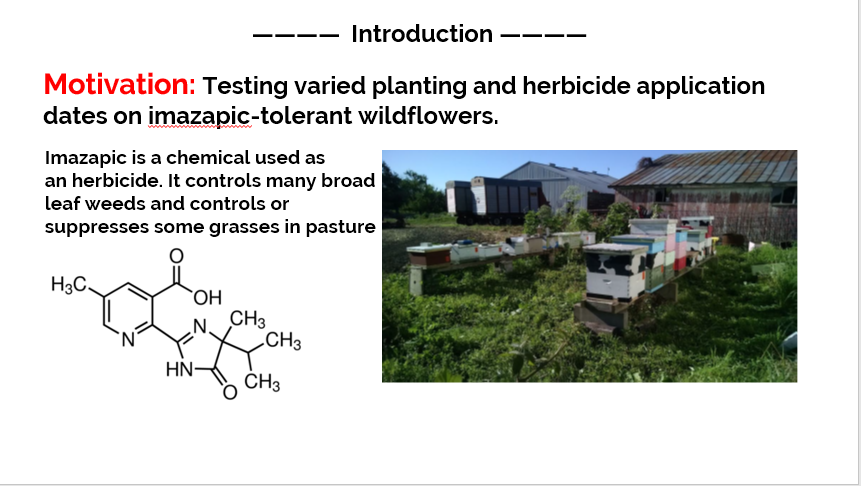 ———— Introduction ————
Motivation: Testing varied planting and herbicide application
dates on imazapic-tolerant wildflowers.
Imazapic is a chemical used as
an herbicide. It controls many broad
leaf weeds and controls or
suppresses some grasses in pasture
O
H3C
OH
N
N
CH3
CH3
HN
CH3
O